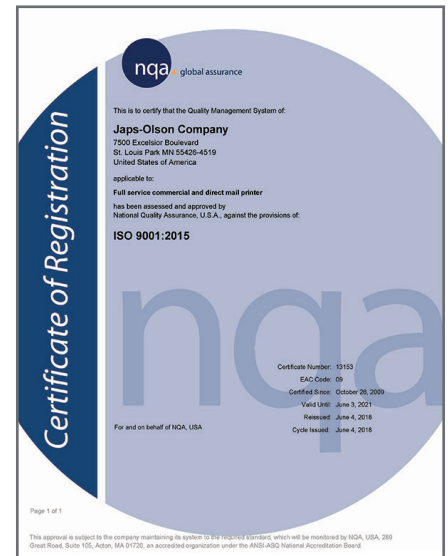 nqa. global assurance
This is to certify that the Quality Management System of:
Japs-Olson Company
7500 Excelsior Boulevard
St. Louis Park MN 55426-4519
United States of America
applicable to:
Full service commercial and direct mail printer
has been assessed and approved by
National Quality Assurance, U.S.A., against the provisions of:
ISO 9001:2015
Certificate of Registration
nqa
Certificate Number: 13153
EAC Code: 09
Certified Since: October 26, 2009
Valid Until: June 3, 2021
Reissued: June 4, 2018
Cycle Issued: June 4, 2018
For and on behalf of NQA, USA
Page 1 of 1
This approval is subject to the company maintaining its system to the required standard, which will be monitored by NQA, USA, 289
Great Road, Suite 105, Acton, MA 01720, an accredited organization under the ANSI-ASQ National Accreditation Board